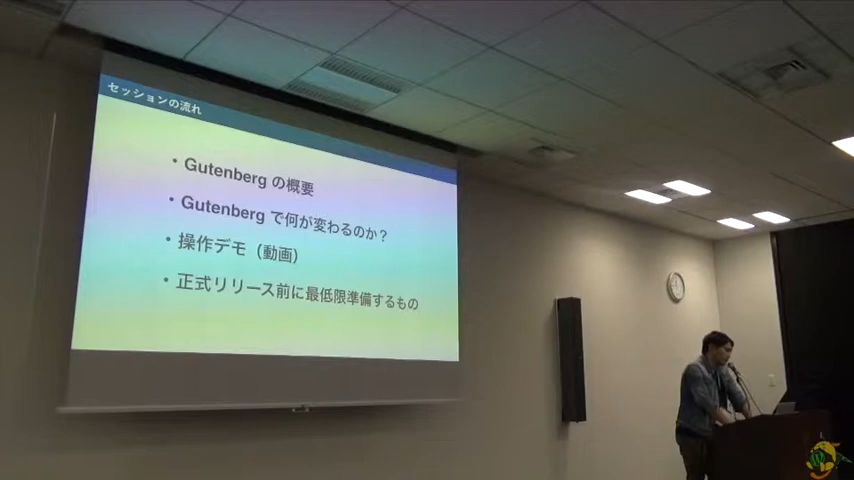 セッションの流れ
• Gutenberg の概要
• Gutenberg で何が変わるのか？
• 操作デモ（動画）
• 正式リリース前に最低限準備するもの